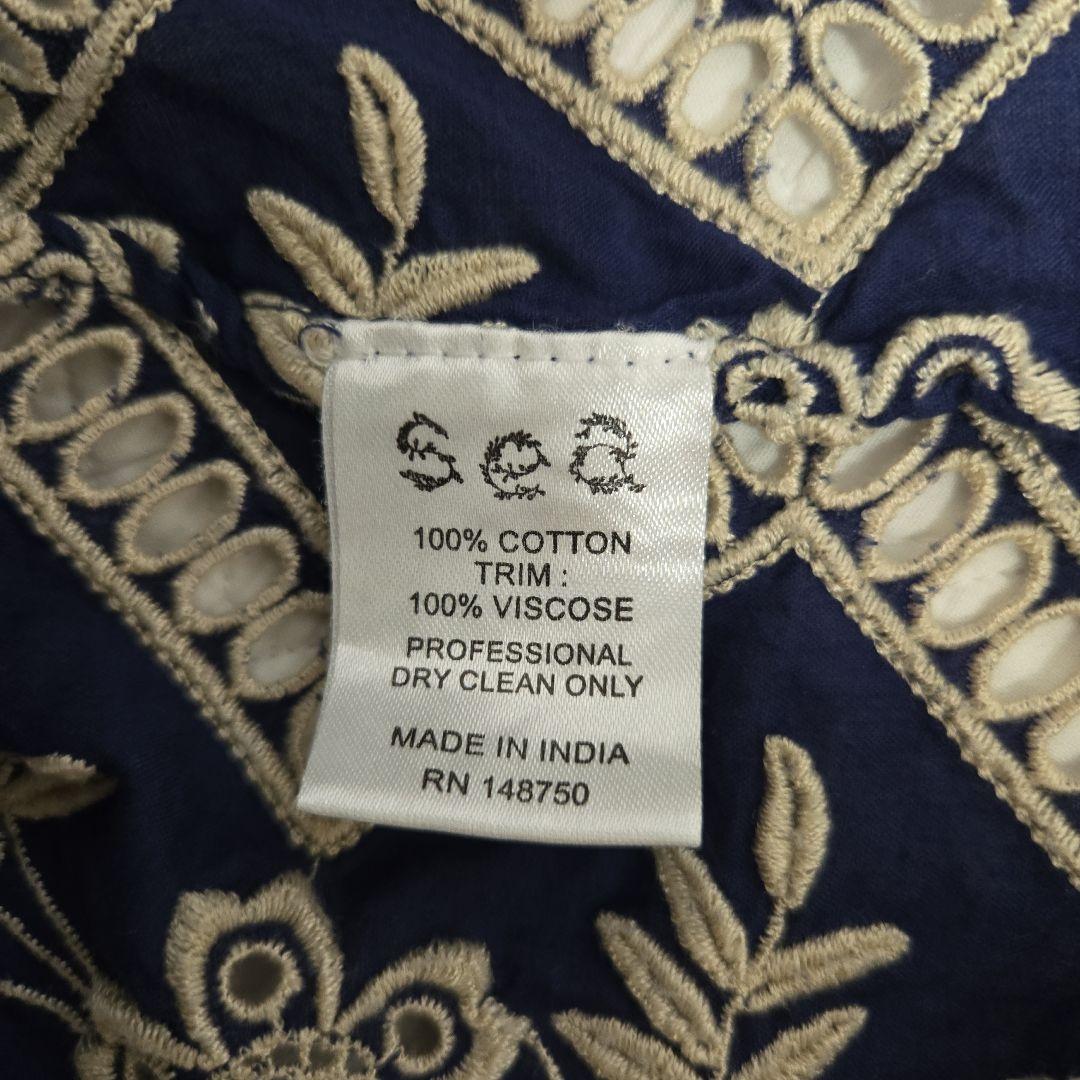 Sea
100% COTTON
TRIM :
100% VISCOSE
PROFESSIONAL
DRY CLEAN ONLY
MADE IN INDIA
RN 148750